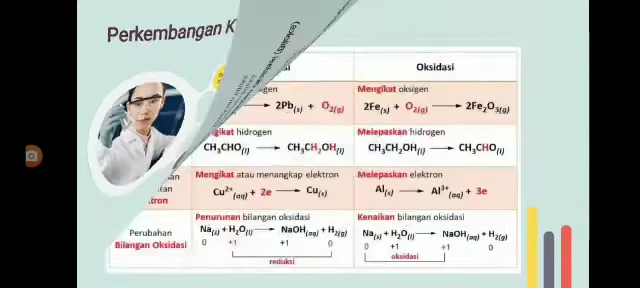 Perkembangan K
Oksidasi
Mengikat oksigen
2Pb(s) + O2(g)
2Fe(s) + O2(g) → 2Fe2O3(g)
hidrogen
Melepaskan hidrogen
CH3CHO(l) → CH3CH2OH(l)
CH3CH2OH(l) → CH3CHO(l)
Mengikat atau menangkap elektron
Melepaskan elektron
Cu²⁺(aq) + 2e → Cu(s)
Al(s) → Al³⁺(aq) + 3e
Perubahan
Bilangan Oksidasi
Penurunan bilangan oksidasi
Kenaikan bilangan oksidasi
Na(s) + H2O(l) → NaOH(aq) + H2(g)
Na(s) + H2O(l) → NaOH(aq) + H2(g)
0 +1 +1 0
0 +1 +1 0
reduksi
oksidasi